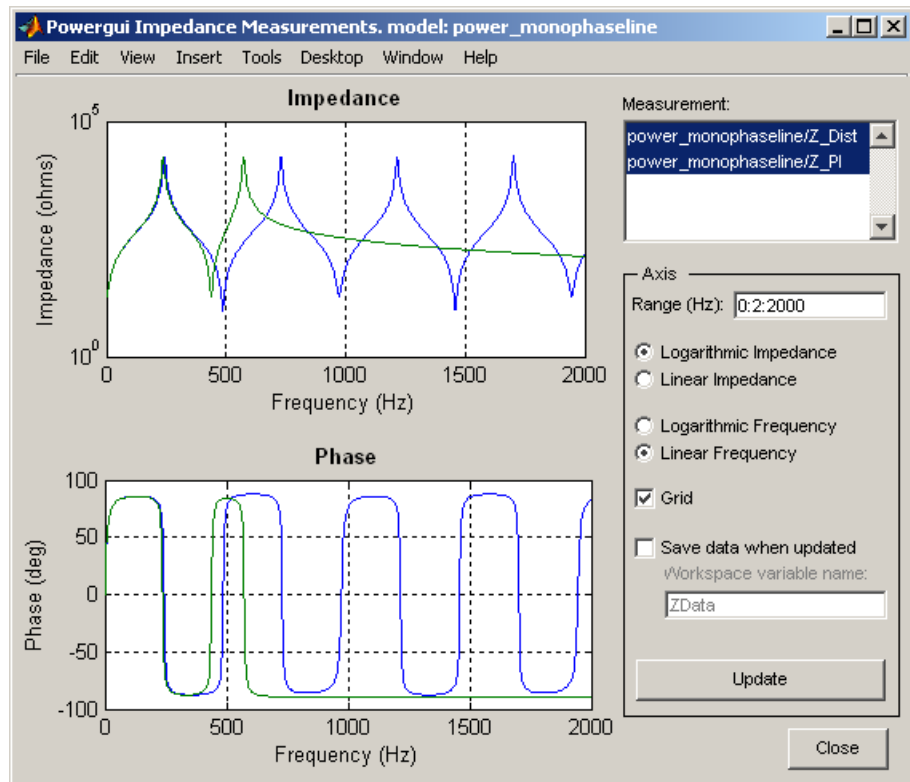 Powergui Impedance Measurements. model: power_monophaseline
File Edit View Insert Tools Desktop Window Help
Impedance
Impedance (ohms)
10^5
10^0
0 500 1000 1500 2000
Frequency (Hz)
Phase
Phase (deg)
100
50
0
-50
-100
0 500 1000 1500 2000
Frequency (Hz)
Measurement:
power_monophaseline/Z_Dist
power_monophaseline/Z_PI
Axis
Range (Hz): 0:2:2000
Logarithmic Impedance
Linear Impedance
Logarithmic Frequency
Linear Frequency
Grid
Save data when updated
Workspace variable name:
ZData
Update
Close